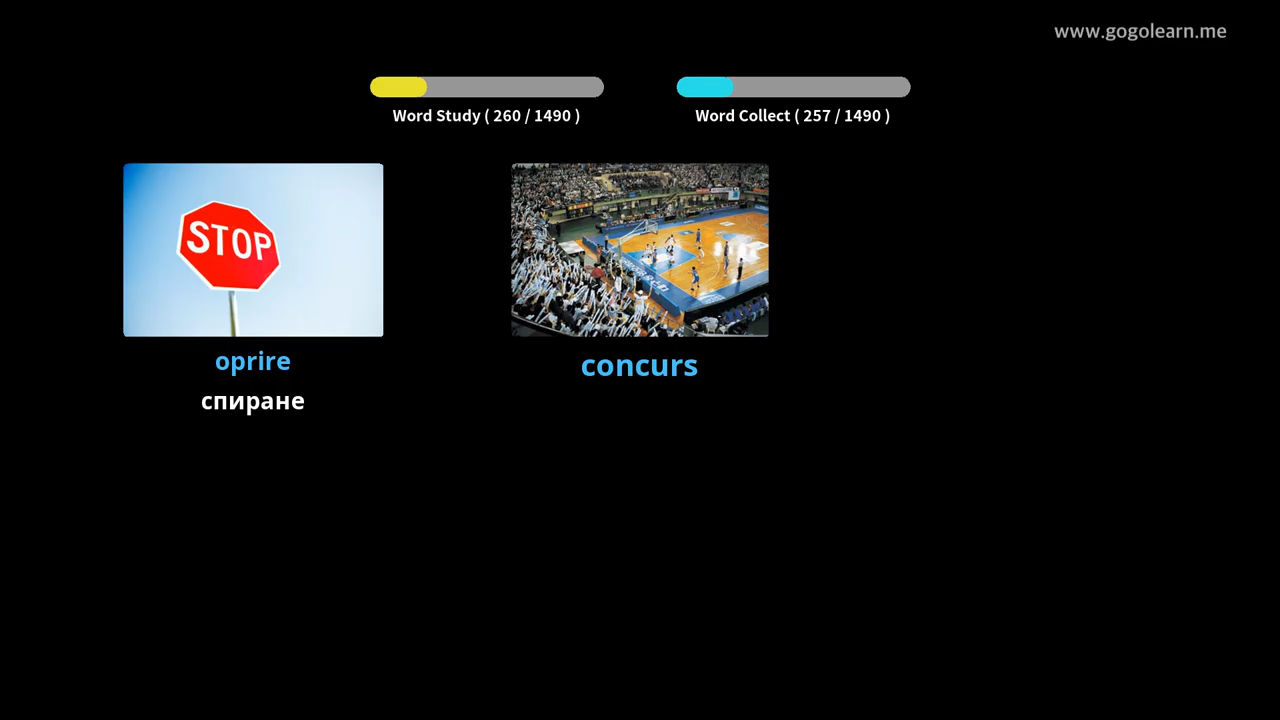 www.gogolearn.me
Word Study ( 260 / 1490 )
Word Collect ( 257 / 1490 )
STOP
oprire
спиране
concurs